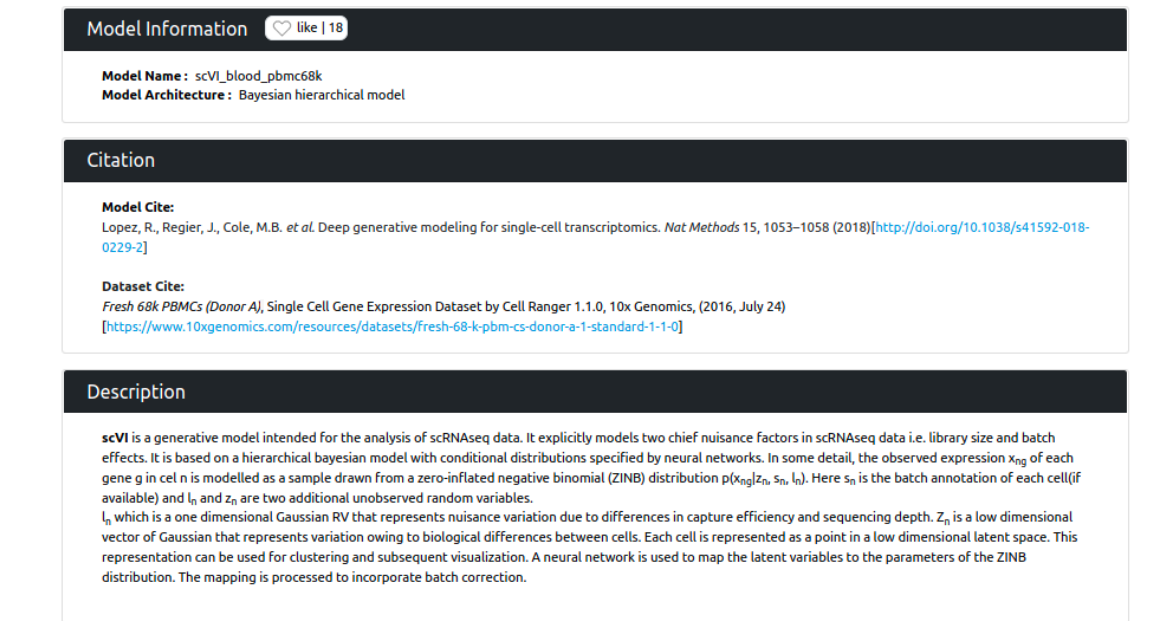 Model Information like | 18
Model Name : scVI_blood_pbmc68k
Model Architecture : Bayesian hierarchical model
Citation
Model Cite:
Lopez, R., Regier, J., Cole, M.B. et al. Deep generative modeling for single-cell transcriptomics. Nat Methods 15, 1053–1058 (2018)[http://doi.org/10.1038/s41592-018-
0229-2]
Dataset Cite:
Fresh 68k PBMCs (Donor A), Single Cell Gene Expression Dataset by Cell Ranger 1.1.0, 10x Genomics, (2016, July 24)
[https://www.10xgenomics.com/resources/datasets/fresh-68-k-pbm-cs-donor-a-1-standard-1-1-0]
Description
scVI is a generative model intended for the analysis of scRNAseq data. It explicitly models two chief nuisance factors in scRNAseq data i.e. library size and batch
effects. It is based on a hierarchical bayesian model with conditional distributions specified by neural networks. In some detail, the observed expression xng of each
gene g in cel n is modelled as a sample drawn from a zero-inflated negative binomial (ZINB) distribution p(xng|zn, sn, ln). Here sn is the batch annotation of each cell(if
available) and ln and zn are two additional unobserved random variables.
ln which is a one dimensional Gaussian RV that represents nuisance variation due to differences in capture efficiency and sequencing depth. Zn is a low dimensional
vector of Gaussian that represents variation owing to biological differences between cells. Each cell is represented as a point in a low dimensional latent space. This
representation can be used for clustering and subsequent visualization. A neural network is used to map the latent variables to the parameters of the ZINB
distribution. The mapping is processed to incorporate batch correction.